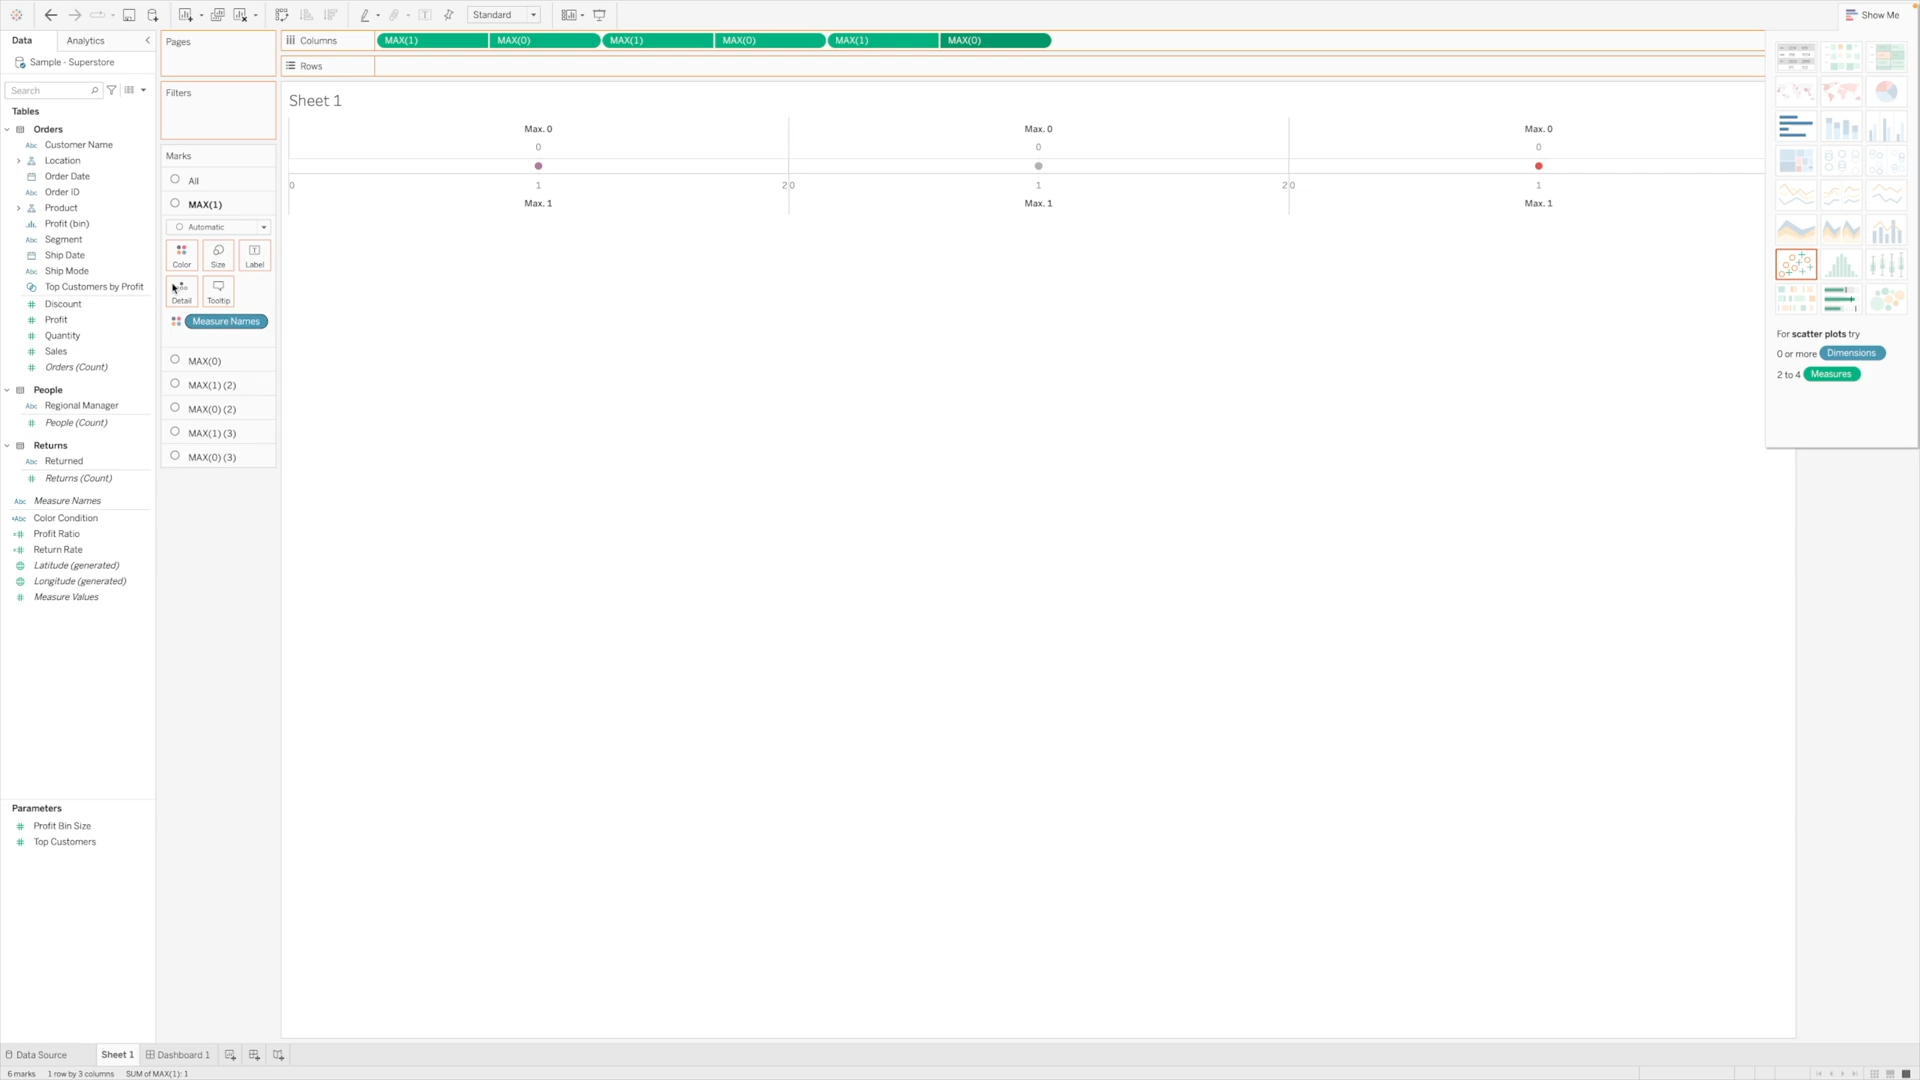 Standard
Show Me
Data
Analytics
Sample - Superstore
Search
Tables
Orders
Abc Customer Name
Location
Order Date
Abc Order ID
Product
Profit (bin)
Abc Segment
Ship Date
Abc Ship Mode
Top Customers by Profit
# Discount
# Profit
# Quantity
# Sales
# Orders (Count)
People
Abc Regional Manager
# People (Count)
Returns
Abc Returned
# Returns (Count)
Abc Measure Names
=Abc Color Condition
=# Profit Ratio
=# Return Rate
Latitude (generated)
Longitude (generated)
# Measure Values
Parameters
# Profit Bin Size
# Top Customers
Pages
Filters
Marks
All
MAX(1)
Automatic
Color
Size
Label
Detail
Tooltip
Measure Names
MAX(0)
MAX(1) (2)
MAX(0) (2)
MAX(1) (3)
MAX(0) (3)
Columns
MAX(1)
MAX(0)
MAX(1)
MAX(0)
MAX(1)
MAX(0)
Rows
Sheet 1
Max. 0
Max. 0
Max. 0
0
0
0
0
1
2 0
1
2 0
1
Max. 1
Max. 1
Max. 1
For scatter plots try
0 or more Dimensions
2 to 4 Measures
Data Source
Sheet 1
Dashboard 1
6 marks
1 row by 3 columns
SUM of MAX(1): 1